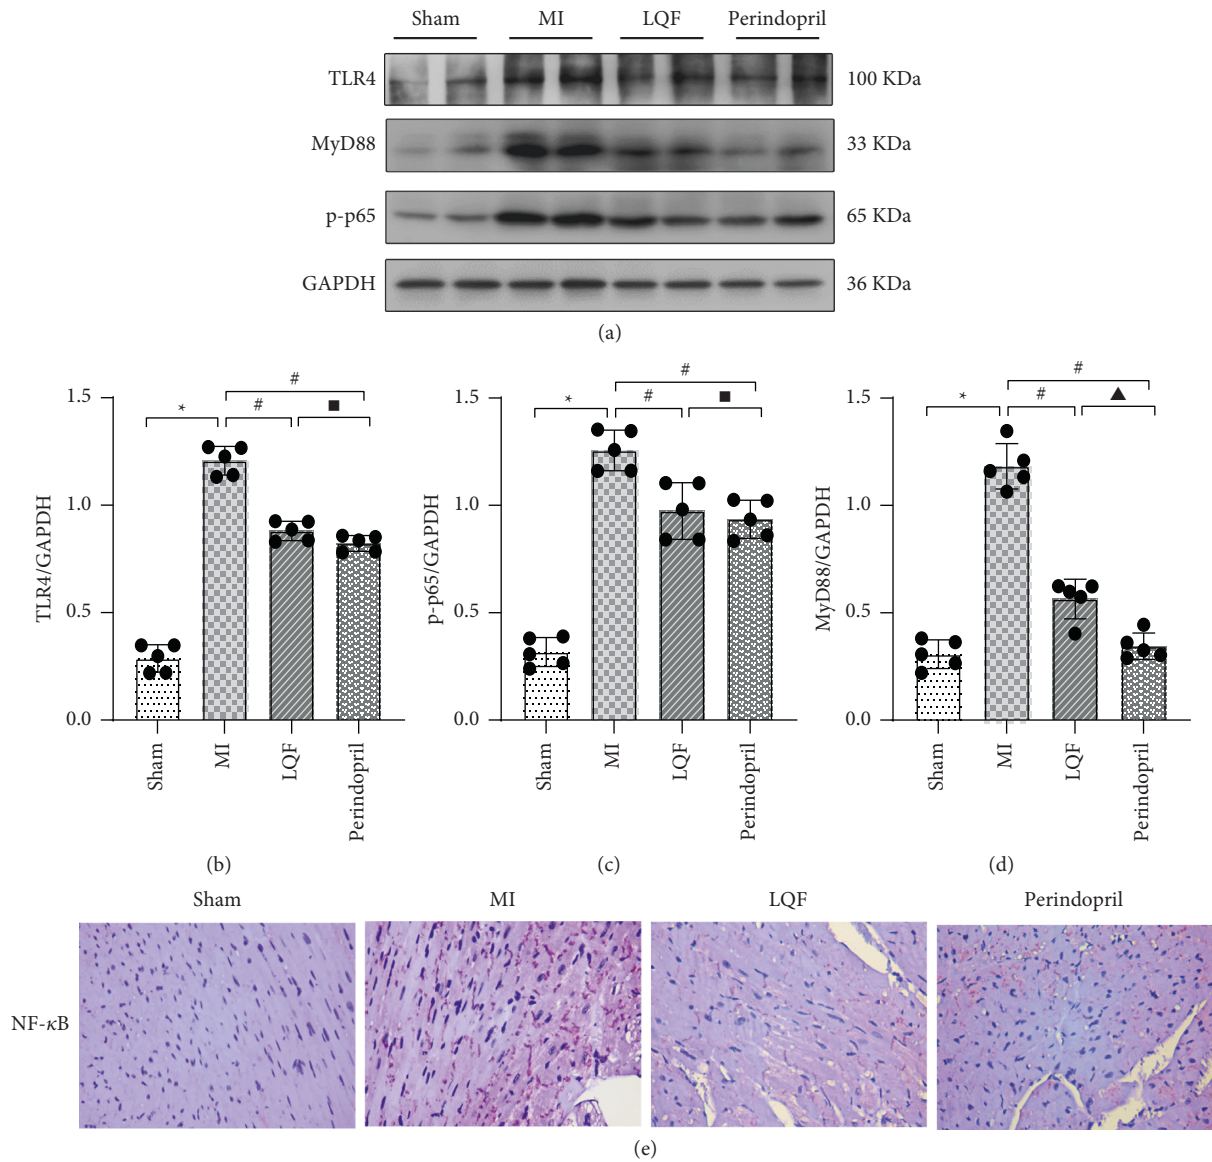 Sham MI LQF Perindopril
TLR4 100 KDa
MyD88 33 KDa
p-p65 65 KDa
GAPDH 36 KDa
(a)
TLR4/GAPDH
1.5
1.0
0.5
0.0
* # # ■
Sham MI LQF Perindopril
(b)
p-p65/GAPDH
1.5
1.0
0.5
0.0
* # # ■
Sham MI LQF Perindopril
(c)
MyD88/GAPDH
1.5
1.0
0.5
0.0
* # # ▲
Sham MI LQF Perindopril
(d)
Sham MI LQF Perindopril
NF-κB
(e)